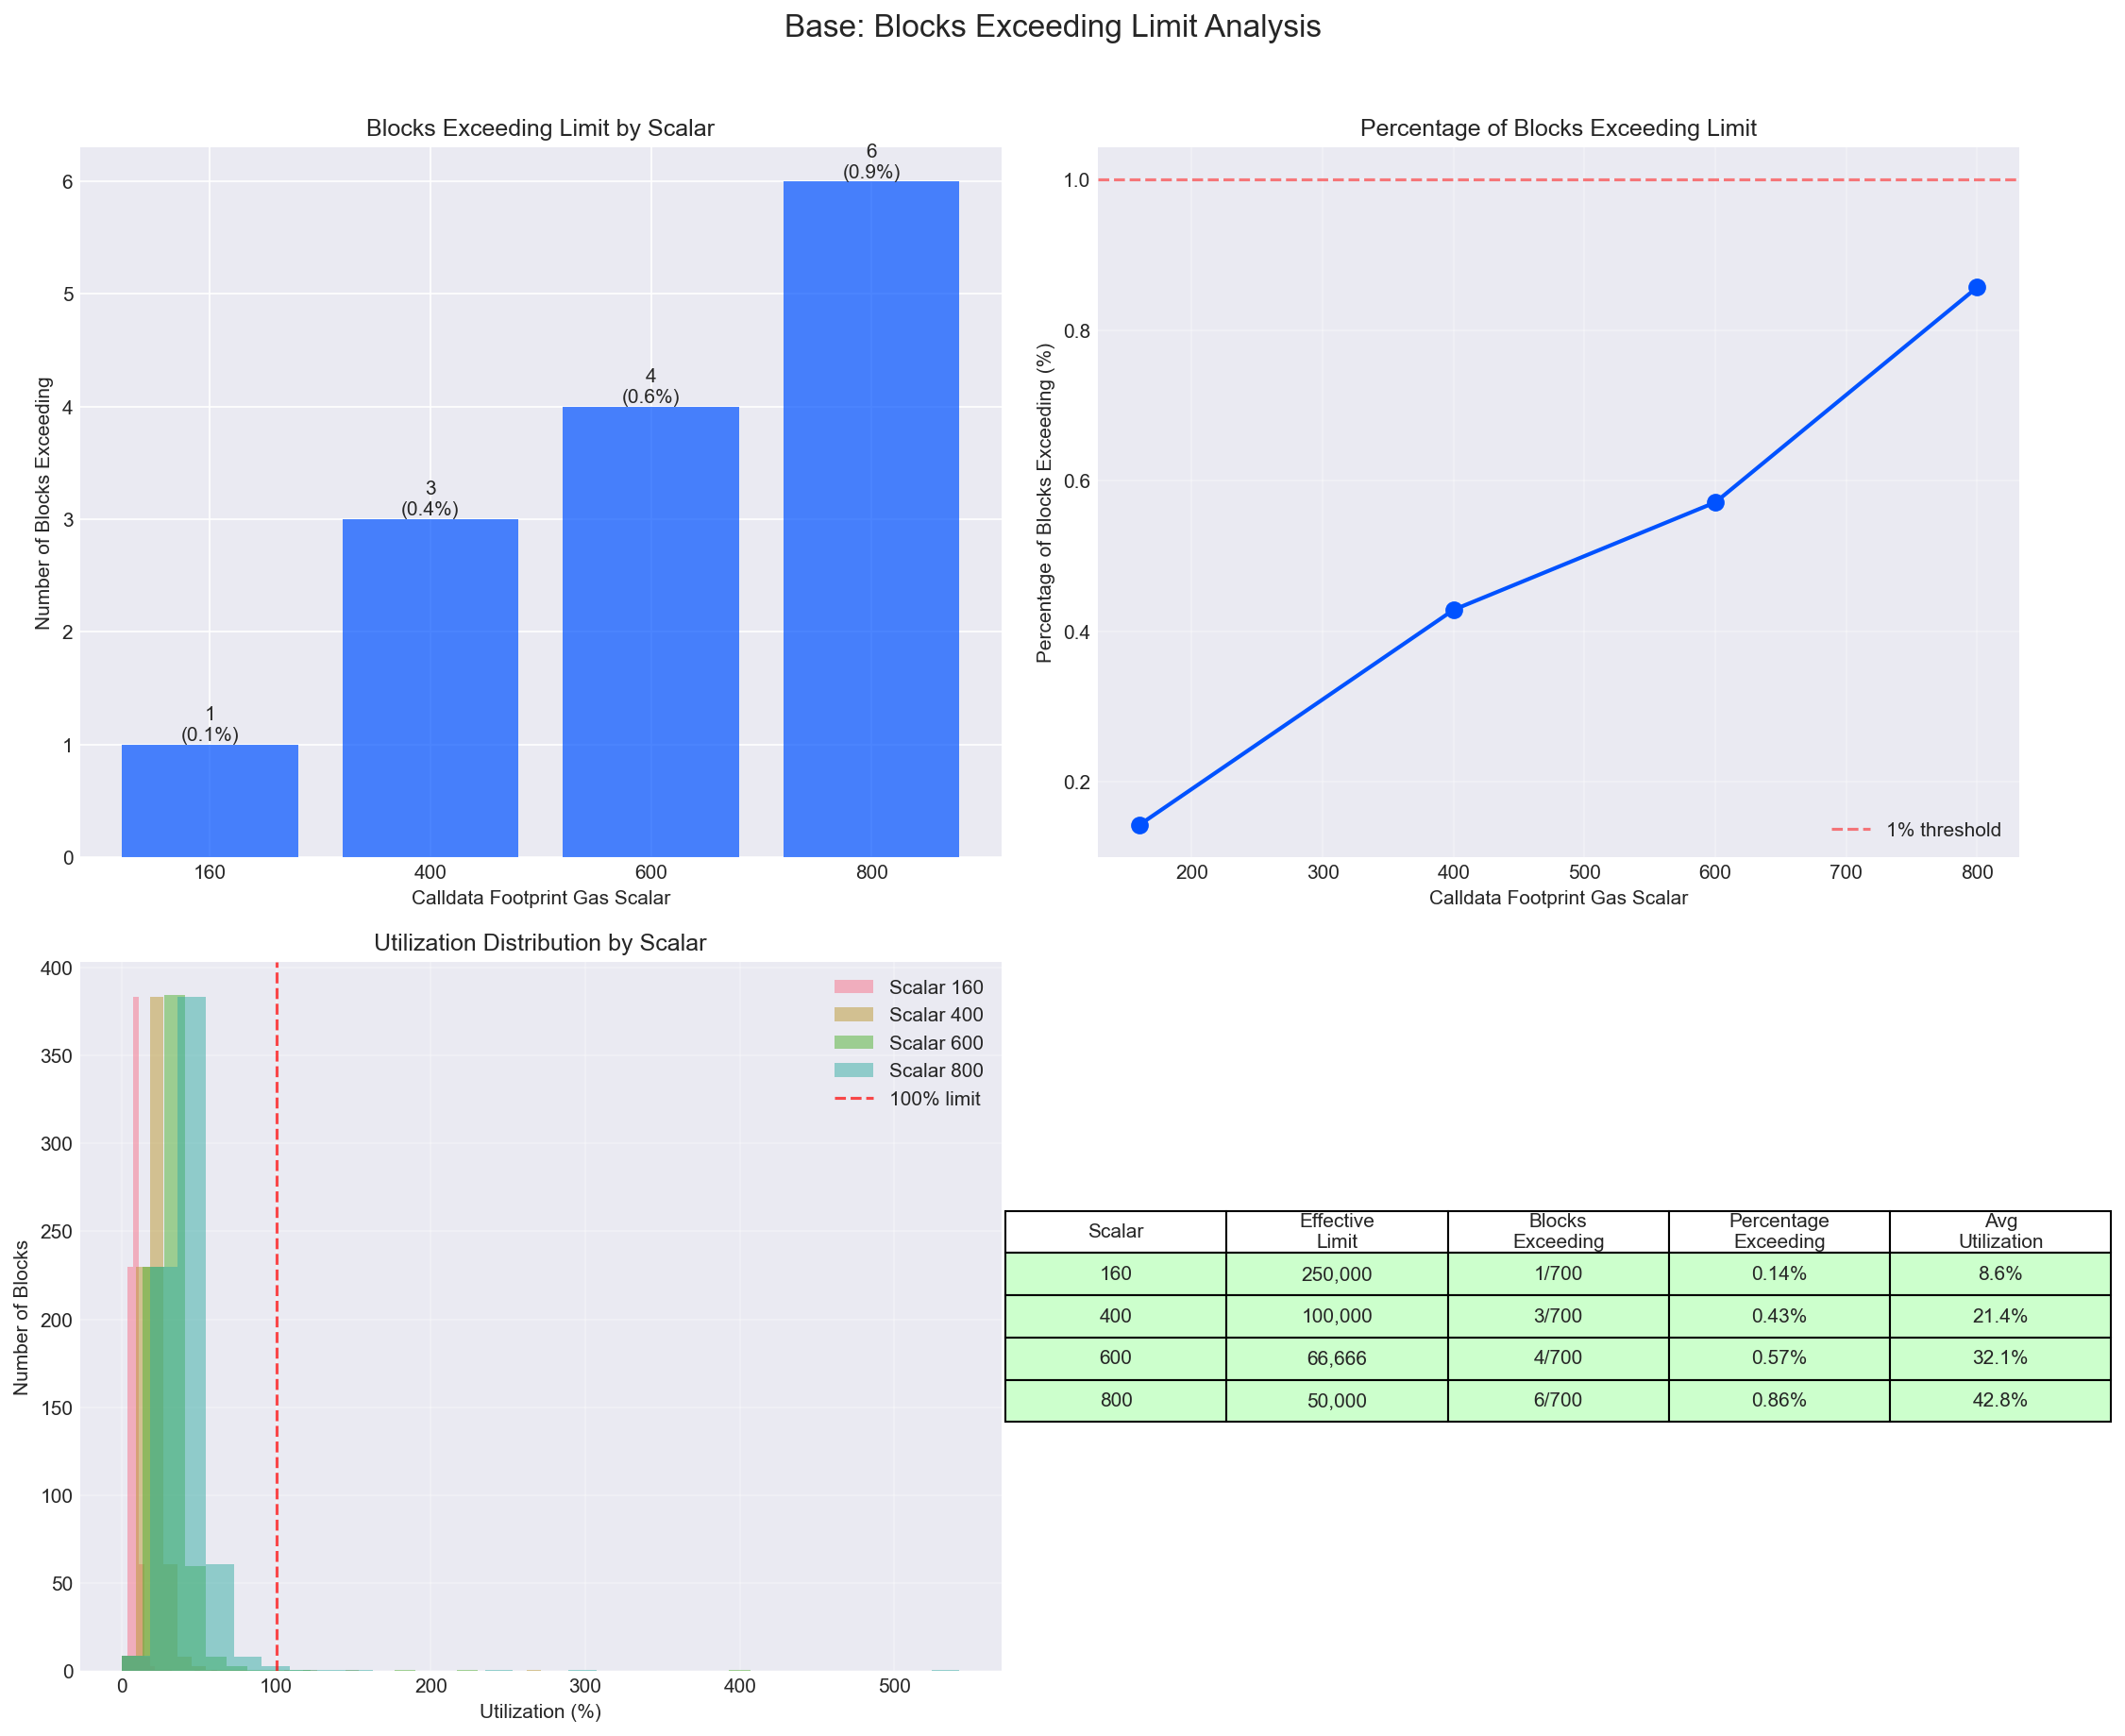 Base: Blocks Exceeding Limit Analysis
Blocks Exceeding Limit by Scalar
Number of Blocks Exceeding
6
5
4
3
2
1
0
1
(0.1%)
3
(0.4%)
4
(0.6%)
6
(0.9%)
160 400 600 800
Calldata Footprint Gas Scalar
Percentage of Blocks Exceeding Limit
Percentage of Blocks Exceeding (%)
1.0
0.8
0.6
0.4
0.2
1% threshold
200 300 400 500 600 700 800
Calldata Footprint Gas Scalar
Utilization Distribution by Scalar
Number of Blocks
400
350
300
250
200
150
100
50
0
Scalar 160
Scalar 400
Scalar 600
Scalar 800
100% limit
0 100 200 300 400 500
Utilization (%)
Scalar Effective Limit Blocks Exceeding Percentage Exceeding Avg Utilization
160 250,000 1/700 0.14% 8.6%
400 100,000 3/700 0.43% 21.4%
600 66,666 4/700 0.57% 32.1%
800 50,000 6/700 0.86% 42.8%